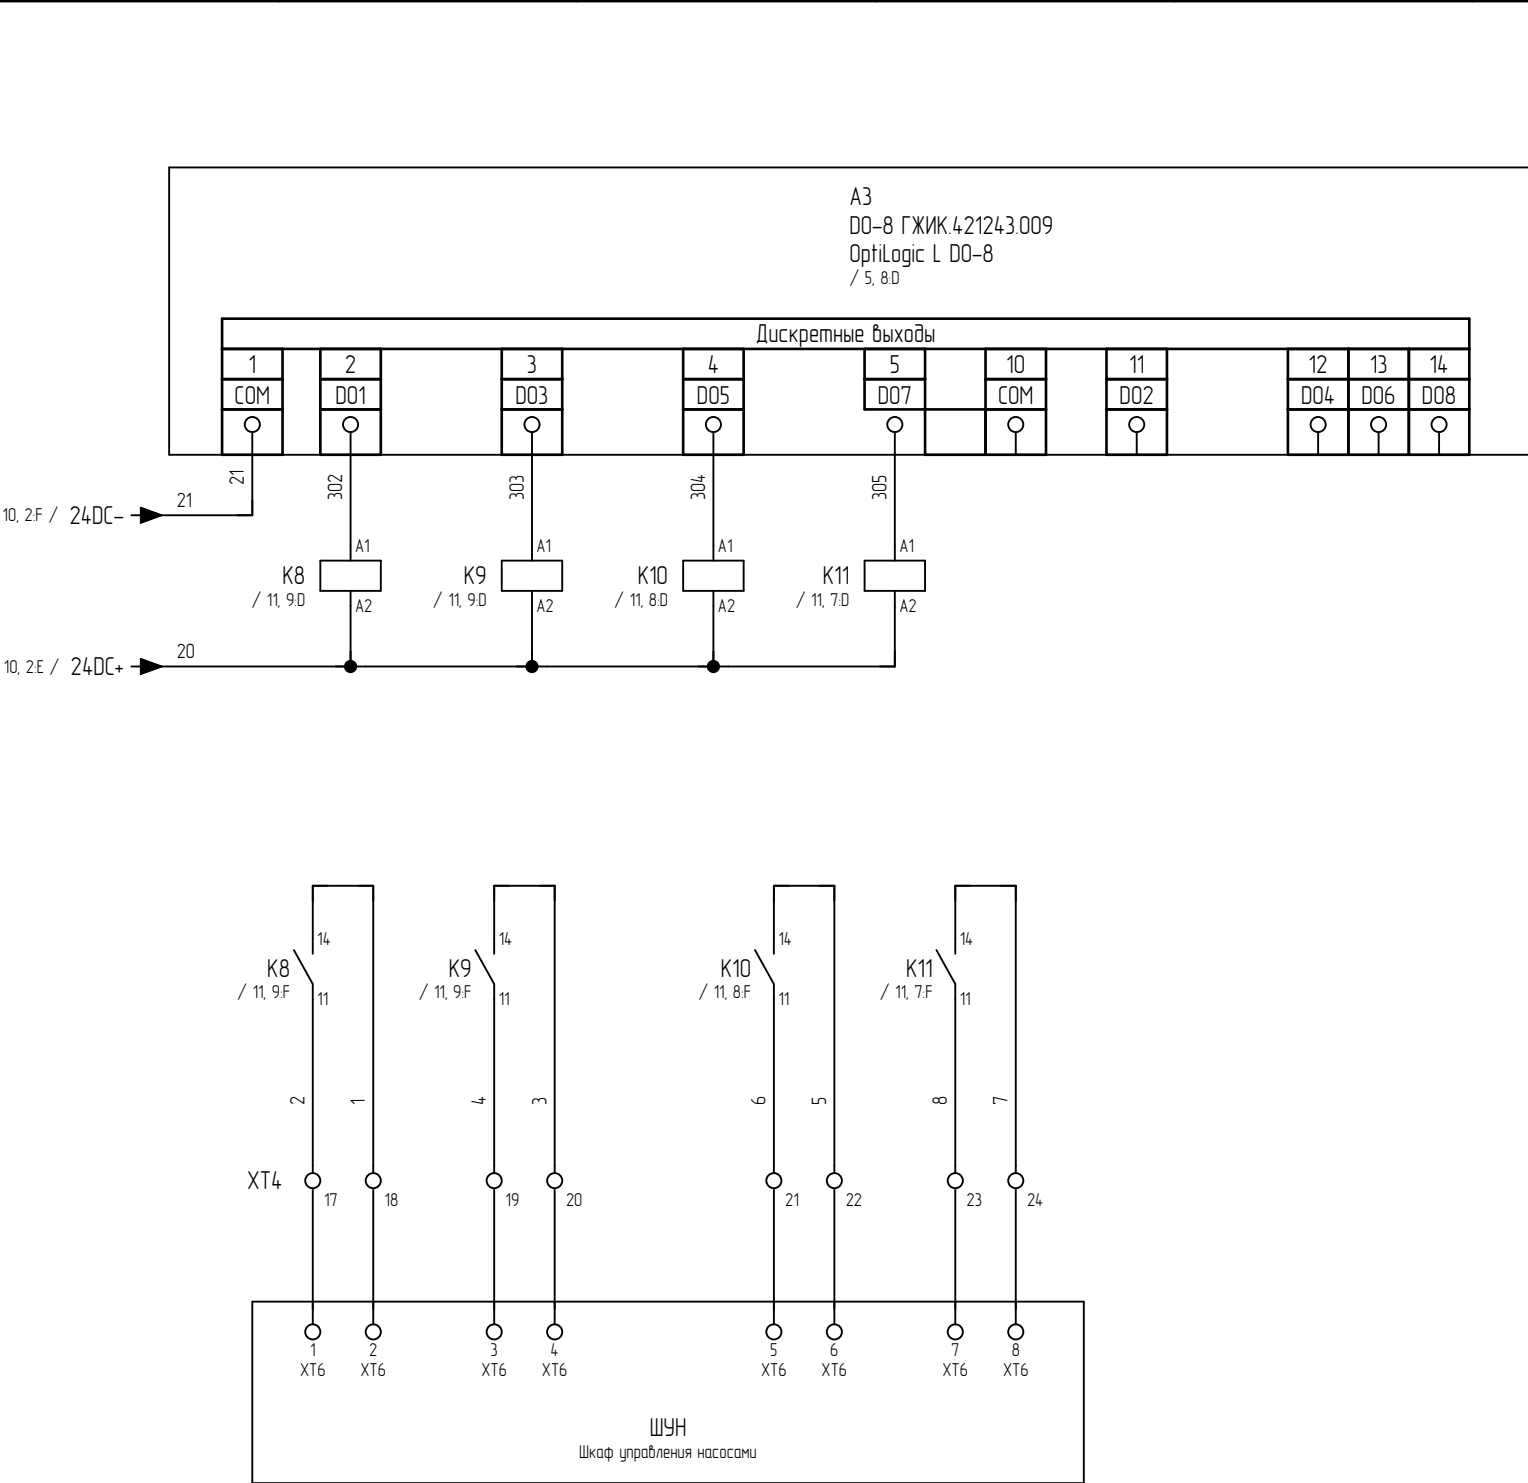 А3
DO-8 ГЖИК.421243.009
OptiLogic L DO-8
/ 5, 8:D
Дискретные выходы
1 2 3 4 5 10 11 12 13 14
COM DO1 DO3 DO5 DO7 COM DO2 DO4 DO6 DO8
21 302 303 304 305
10, 2:F / 24DC- 21
A1 A1 A1 A1
K8 K9 K10 K11
/ 11, 9:D / 11, 9:D / 11, 8:D / 11, 7:D
A2 A2 A2 A2
10, 2:E / 24DC+ 20
14 14 14 14
K8 K9 K10 K11
/ 11, 9:F / 11, 9:F / 11, 8:F / 11, 7:F
11 11 11 11
2 1 4 3 6 5 8 7
XT4
17 18 19 20 21 22 23 24
1 2 3 4 5 6 7 8
XT6 XT6 XT6 XT6 XT6 XT6 XT6 XT6
ШУН
Шкаф управления насосами